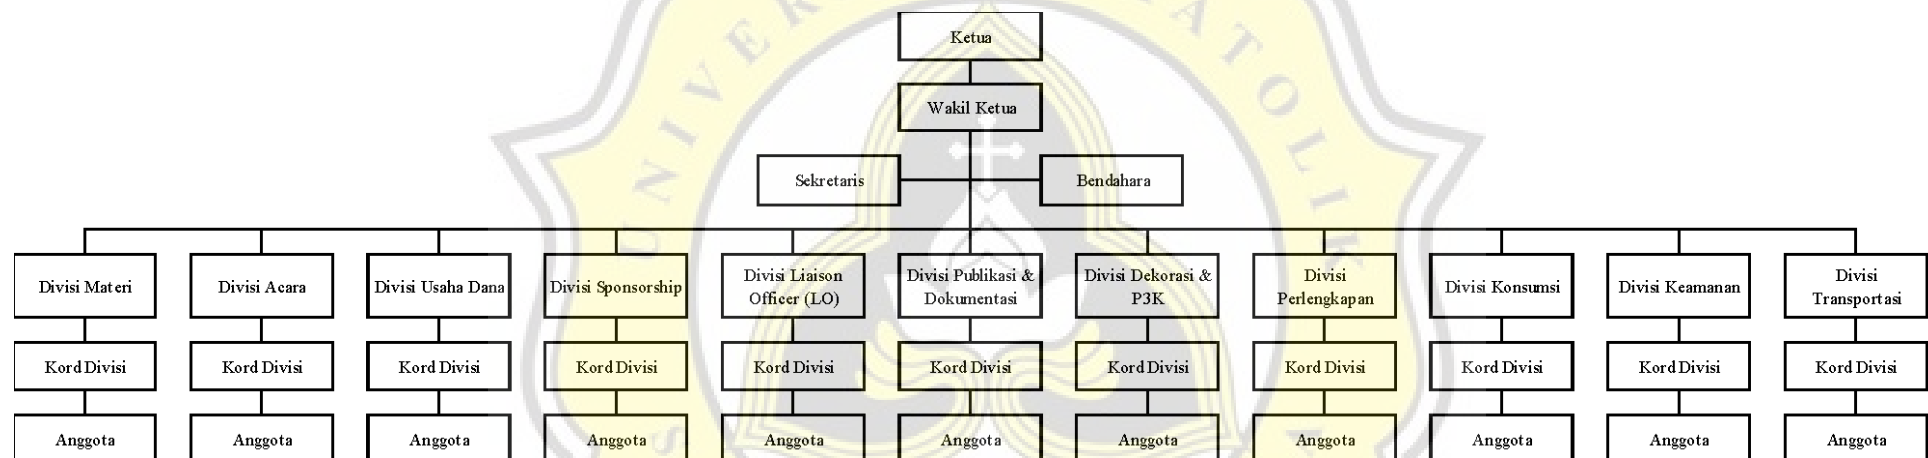 Ketua
Wakil Ketua
Sekretaris
Bendahara
Divisi Materi
Divisi Acara
Divisi Usaha Dana
Divisi Sponsorship
Divisi Liaison
Officer (LO)
Divisi Publikasi &
Dokumentasi
Divisi Dekorasi &
P3K
Divisi
Perlengkapan
Divisi Konsumsi
Divisi Keamanan
Divisi
Transportasi
Kord Divisi
Kord Divisi
Kord Divisi
Kord Divisi
Kord Divisi
Kord Divisi
Kord Divisi
Kord Divisi
Kord Divisi
Kord Divisi
Kord Divisi
Anggota
Anggota
Anggota
Anggota
Anggota
Anggota
Anggota
Anggota
Anggota
Anggota
Anggota